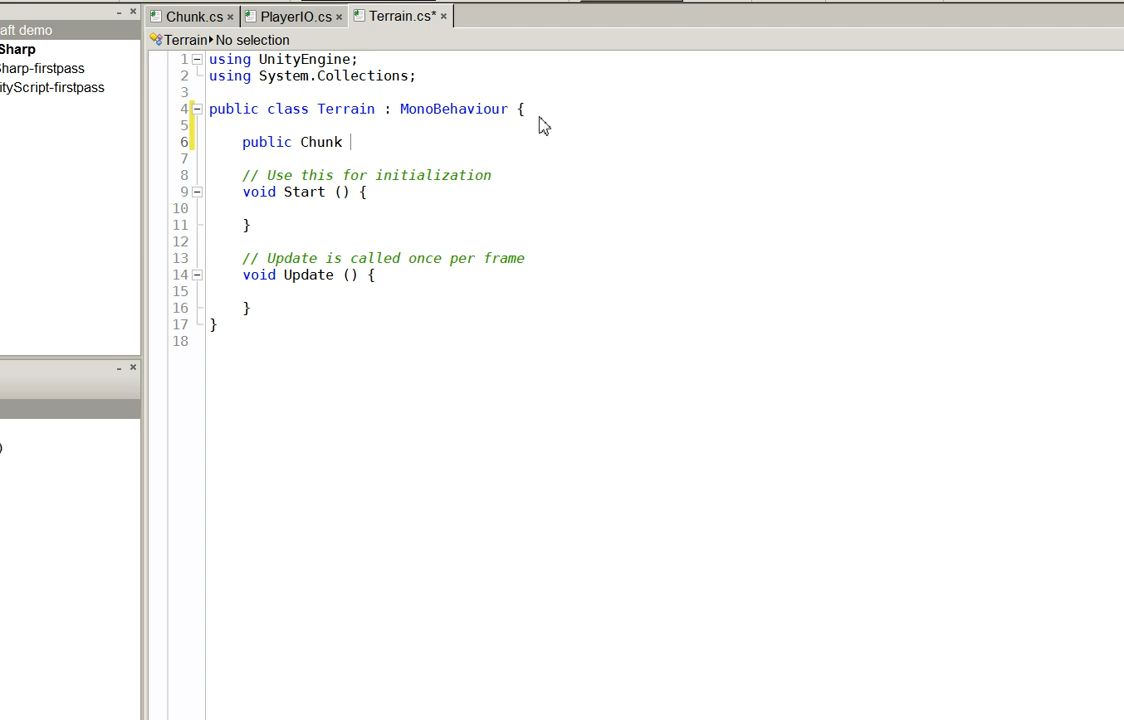 Chunk.cs × PlayerIO.cs × Terrain.cs* ×
aft demo
Terrain No selection
Sharp
harp-firstpass
ityScript-firstpass
1 using UnityEngine;
2 using System.Collections;
3
4 public class Terrain : MonoBehaviour {
5
6 public Chunk
7
8 // Use this for initialization
9 void Start () {
10
11 }
12
13 // Update is called once per frame
14 void Update () {
15
16 }
17 }
18
)